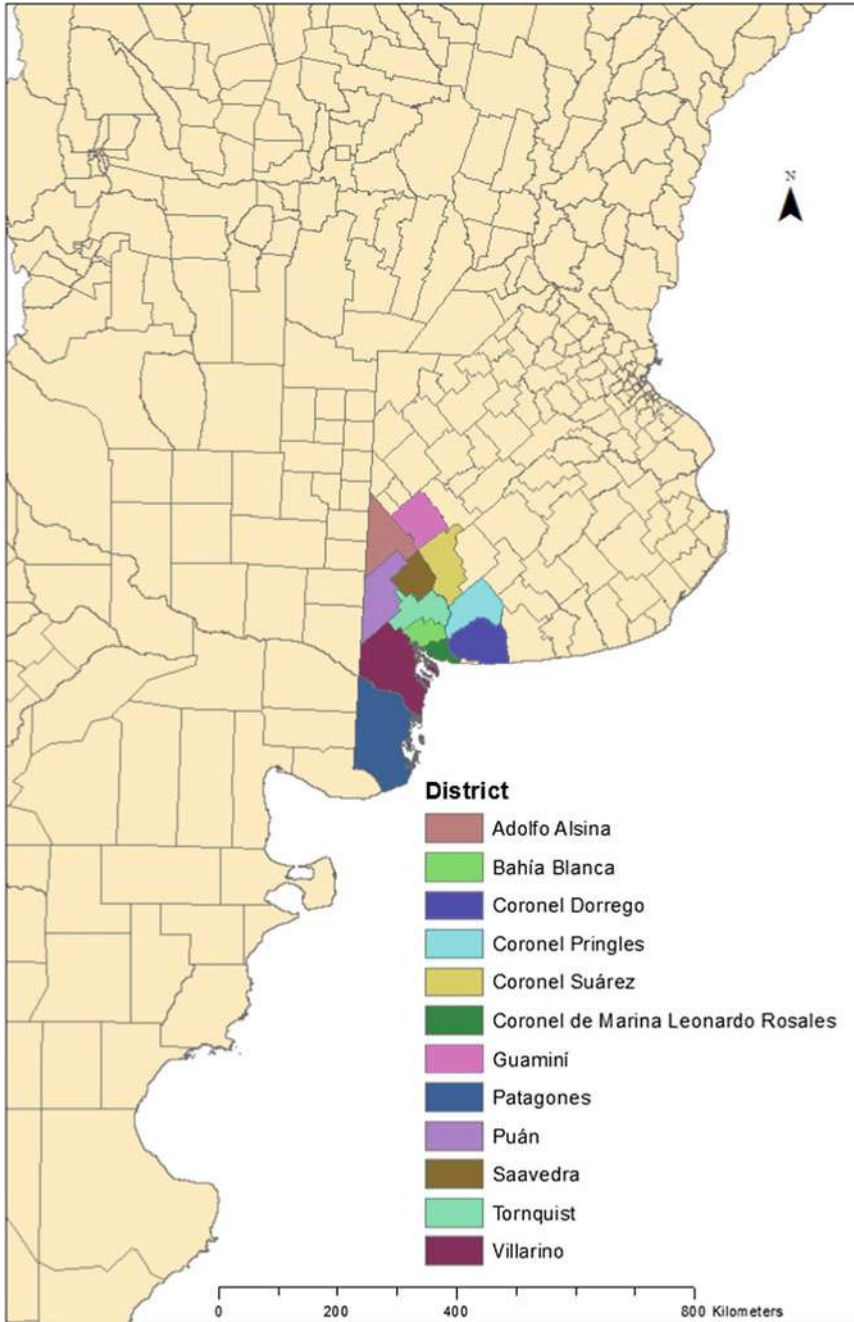 N
District
Adolfo Alsina
Bahía Blanca
Coronel Dorrego
Coronel Pringles
Coronel Suárez
Coronel de Marina Leonardo Rosales
Guaminí
Patagones
Puán
Saavedra
Tornquist
Villarino
0 200 400 800 Kilometers